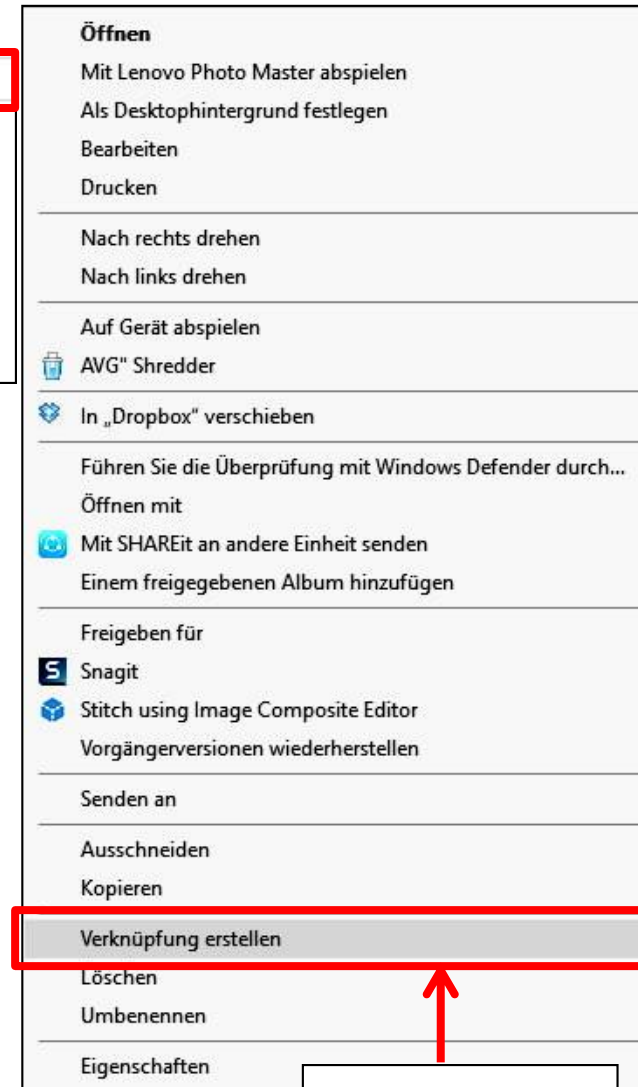 Öffnen
Mit Lenovo Photo Master abspielen
Als Desktophintergrund festlegen
Bearbeiten
Drucken
Nach rechts drehen
Nach links drehen
Auf Gerät abspielen
AVG" Shredder
In „Dropbox" verschieben
Führen Sie die Überprüfung mit Windows Defender durch...
Öffnen mit
Mit SHAREit an andere Einheit senden
Einem freigegebenen Album hinzufügen
Freigeben für
S Snagit
Stitch using Image Composite Editor
Vorgängerversionen wiederherstellen
Senden an
Ausschneiden
Kopieren
Verknüpfung erstellen
Löschen
Umbenennen
Eigenschaften